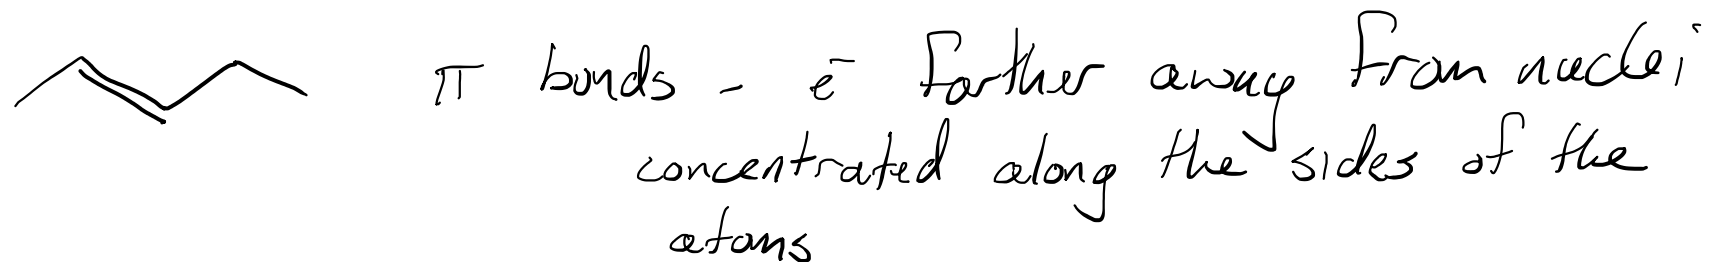 π bonds - e⁻ farther away from nuclei
concentrated along the sides of the
atoms